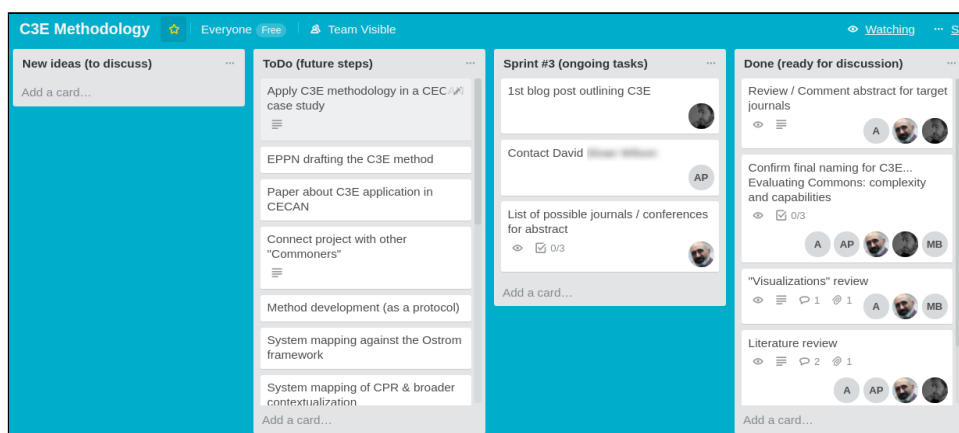 C3E Methodology Everyone Free Team Visible Watching
New ideas (to discuss)
Add a card…
ToDo (future steps)
Apply C3E methodology in a CECAN
case study
EPPN drafting the C3E method
Paper about C3E application in
CECAN
Connect project with other
"Commoners"
Method development (as a protocol)
System mapping against the Ostrom
framework
System mapping of CPR & broader
contextualization
Add a card…
Sprint #3 (ongoing tasks)
1st blog post outlining C3E
Contact David
AP
List of possible journals / conferences
for abstract
0/3
Add a card…
Done (ready for discussion)
Review / Comment abstract for target
journals
A
Confirm final naming for C3E...
Evaluating Commons: complexity
and capabilities
0/3
A AP MB
"Visualizations" review
1 1 A MB
Literature review
2 1
A AP
Add a card…